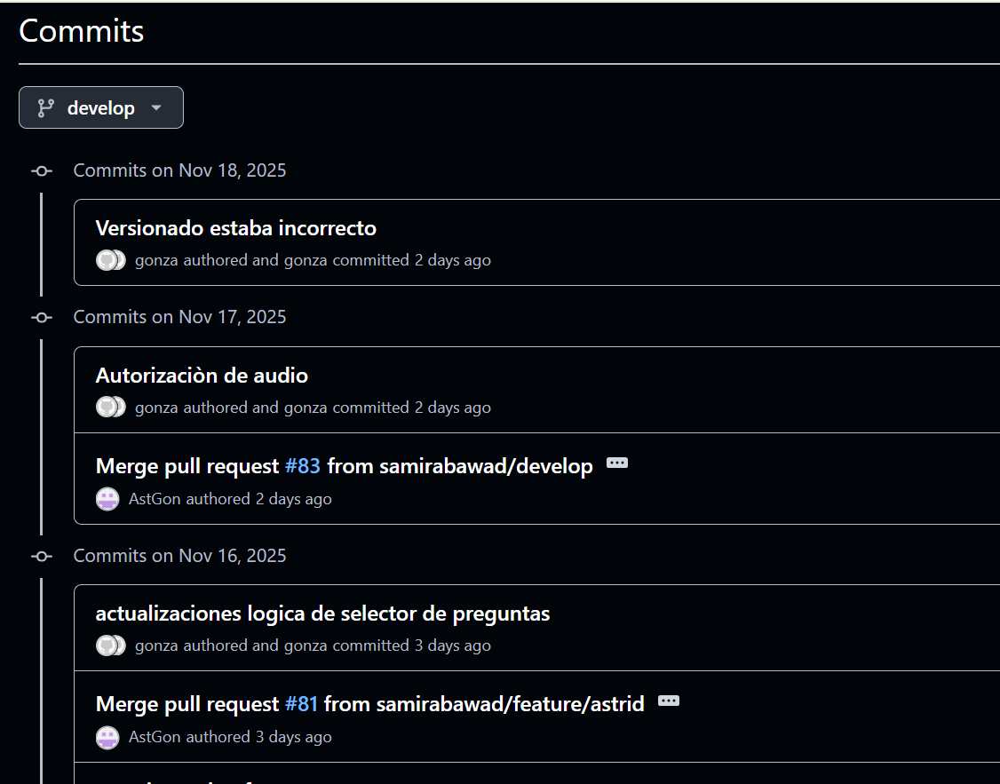 Commits
develop
Commits on Nov 18, 2025
Versionado estaba incorrecto
gonza authored and gonza committed 2 days ago
Commits on Nov 17, 2025
Autorizaciòn de audio
gonza authored and gonza committed 2 days ago
Merge pull request #83 from samirabawad/develop
AstGon authored 2 days ago
Commits on Nov 16, 2025
actualizaciones logica de selector de preguntas
gonza authored and gonza committed 3 days ago
Merge pull request #81 from samirabawad/feature/astrid
AstGon authored 3 days ago